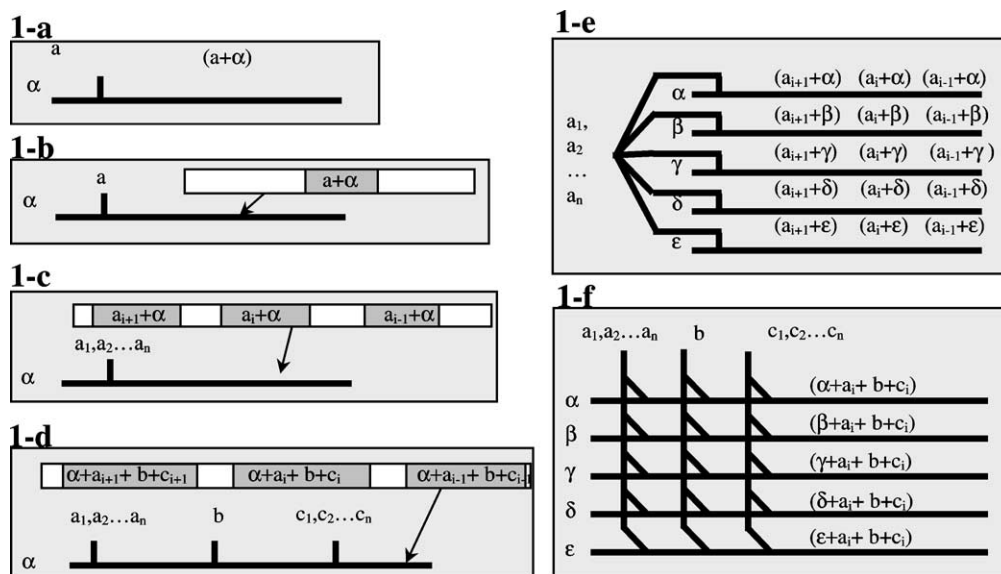 1-a
a (a+α)
α
1-b
a a+α
α
1-c
aᵢ₊₁+α aᵢ+α aᵢ₋₁+α
a₁,a₂…aₙ
α
1-d
α+aᵢ₊₁+ b+cᵢ₊₁ α+aᵢ+ b+cᵢ α+aᵢ₋₁+ b+cᵢ₋₁
a₁,a₂…aₙ b c₁,c₂…cₙ
α
1-e
a₁,
a₂
…
aₙ
α (aᵢ₊₁+α) (aᵢ+α) (aᵢ₋₁+α)
β (aᵢ₊₁+β) (aᵢ+β) (aᵢ₋₁+β)
γ (aᵢ₊₁+γ) (aᵢ+γ) (aᵢ₋₁+γ)
δ (aᵢ₊₁+δ) (aᵢ+δ) (aᵢ₋₁+δ)
ε (aᵢ₊₁+ε) (aᵢ+ε) (aᵢ₋₁+ε)
1-f
a₁,a₂…aₙ b c₁,c₂…cₙ
α (α+aᵢ+ b+cᵢ)
β (β+aᵢ+ b+cᵢ)
γ (γ+aᵢ+ b+cᵢ)
δ (δ+aᵢ+ b+cᵢ)
ε (ε+aᵢ+ b+cᵢ)